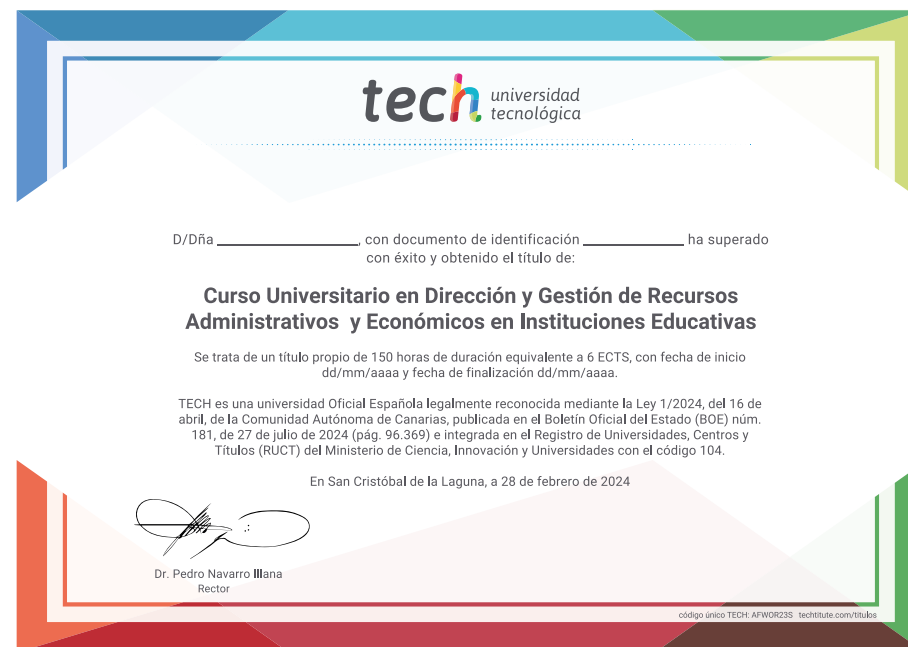 tech universidad
tecnológica
D/Dña ____________________, con documento de identificación ______________ ha superado
con éxito y obtenido el título de:
Curso Universitario en Dirección y Gestión de Recursos
Administrativos y Económicos en Instituciones Educativas
Se trata de un título propio de 150 horas de duración equivalente a 6 ECTS, con fecha de inicio
dd/mm/aaaa y fecha de finalización dd/mm/aaaa.
TECH es una universidad Oficial Española legalmente reconocida mediante la Ley 1/2024, del 16 de
abril, de la Comunidad Autónoma de Canarias, publicada en el Boletín Oficial del Estado (BOE) núm.
181, de 27 de julio de 2024 (pág. 96.369) e integrada en el Registro de Universidades, Centros y
Títulos (RUCT) del Ministerio de Ciencia, Innovación y Universidades con el código 104.
En San Cristóbal de la Laguna, a 28 de febrero de 2024
Dr. Pedro Navarro Illana
Rector
código único TECH: AFWOR23S techtitute.com/titulos